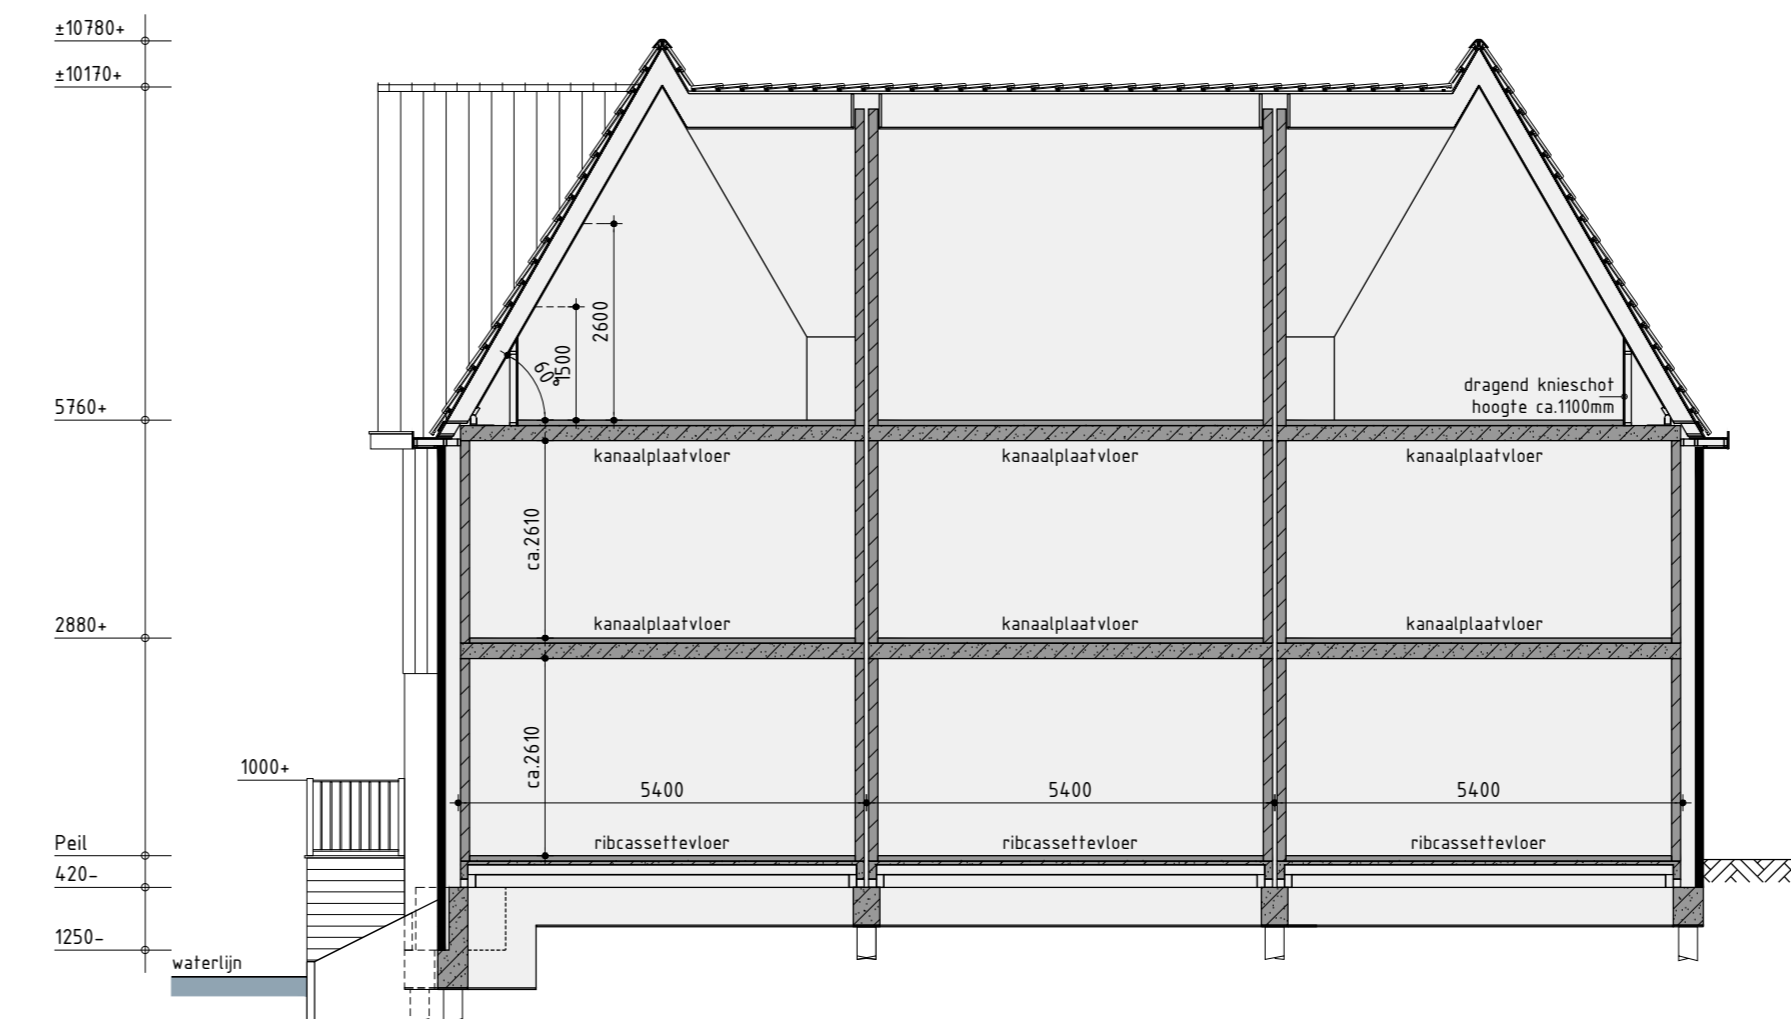 ±10780+
±10170+
2600
1500
60°
5760+
dragend knieschot
hoogte ca.1100mm
kanaalplaatvloer kanaalplaatvloer kanaalplaatvloer
ca.2610
2880+
kanaalplaatvloer kanaalplaatvloer kanaalplaatvloer
ca.2610
1000+
5400 5400 5400
Peil
ribcassettevloer ribcassettevloer ribcassettevloer
420-
1250-
waterlijn